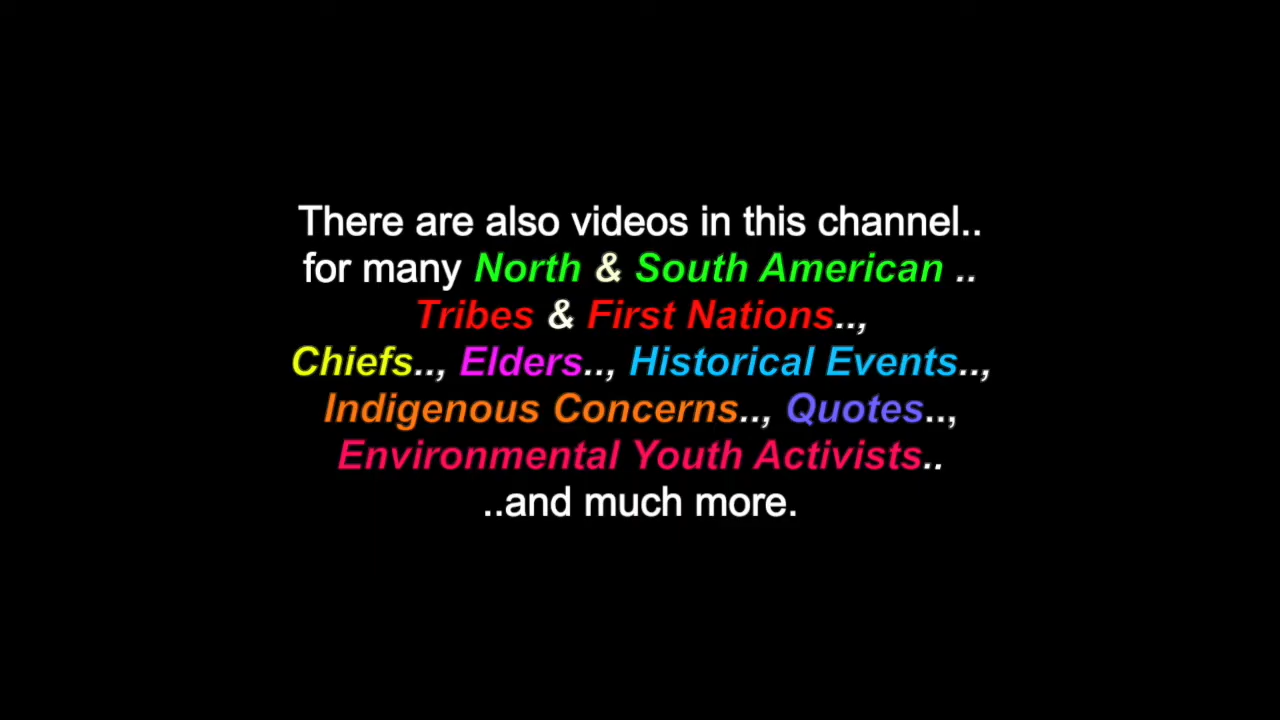 There are also videos in this channel..
for many North & South American ..
Tribes & First Nations..,
Chiefs.., Elders.., Historical Events..,
Indigenous Concerns.., Quotes..,
Environmental Youth Activists..
..and much more.